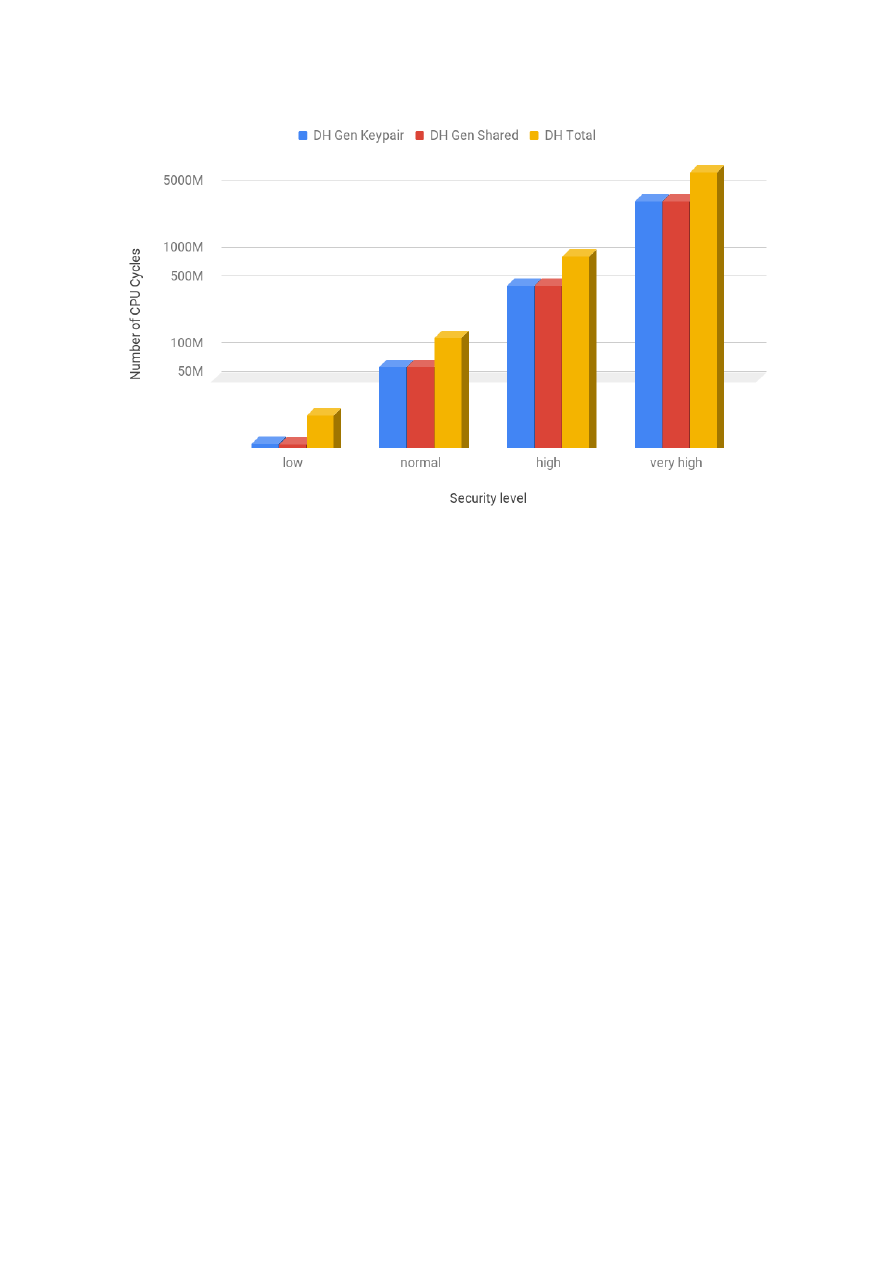 DH Gen Keypair DH Gen Shared DH Total
5000M
1000M
500M
100M
50M
Number of CPU Cycles
low normal high very high
Security level